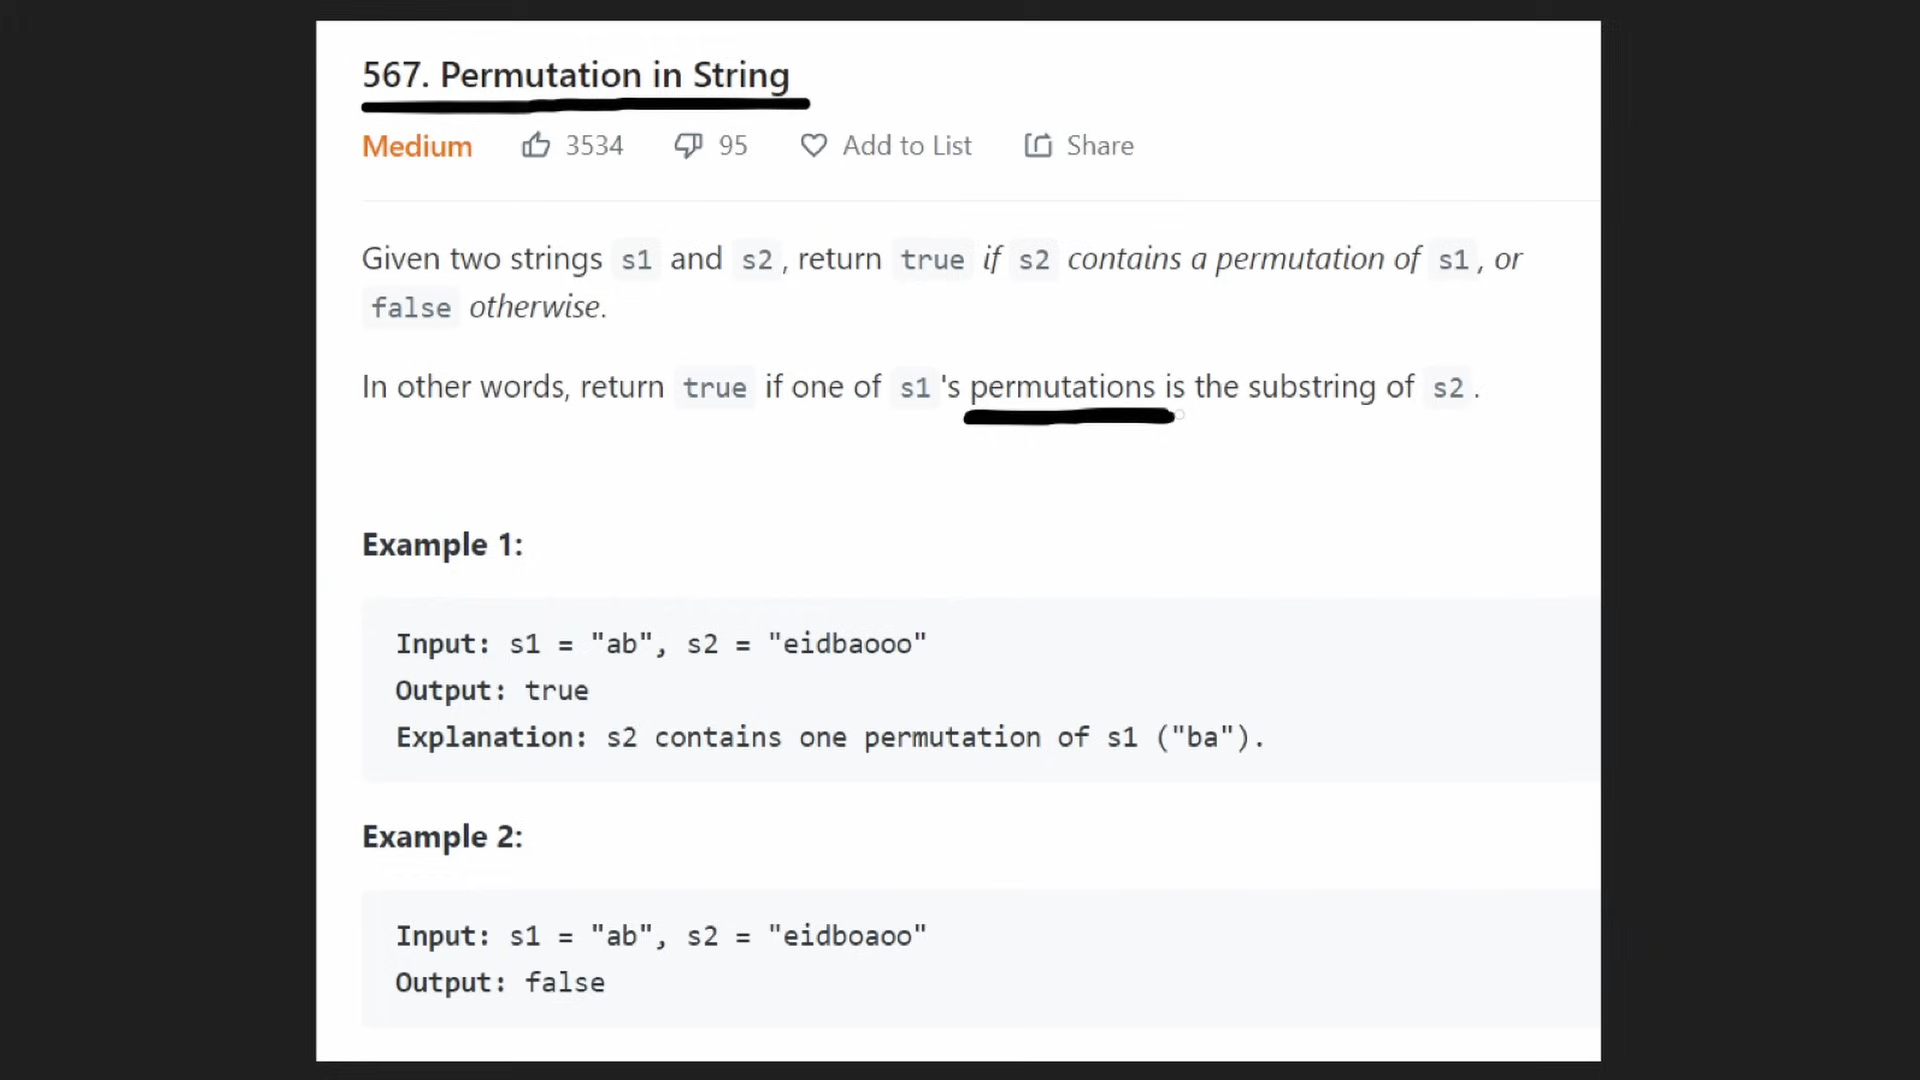 567. Permutation in String
Medium 3534 95 Add to List Share
Given two strings s1 and s2, return true if s2 contains a permutation of s1, or
false otherwise.
In other words, return true if one of s1's permutations is the substring of s2.
Example 1:
Input: s1 = "ab", s2 = "eidbaooo"
Output: true
Explanation: s2 contains one permutation of s1 ("ba").
Example 2:
Input: s1 = "ab", s2 = "eidboaoo"
Output: false